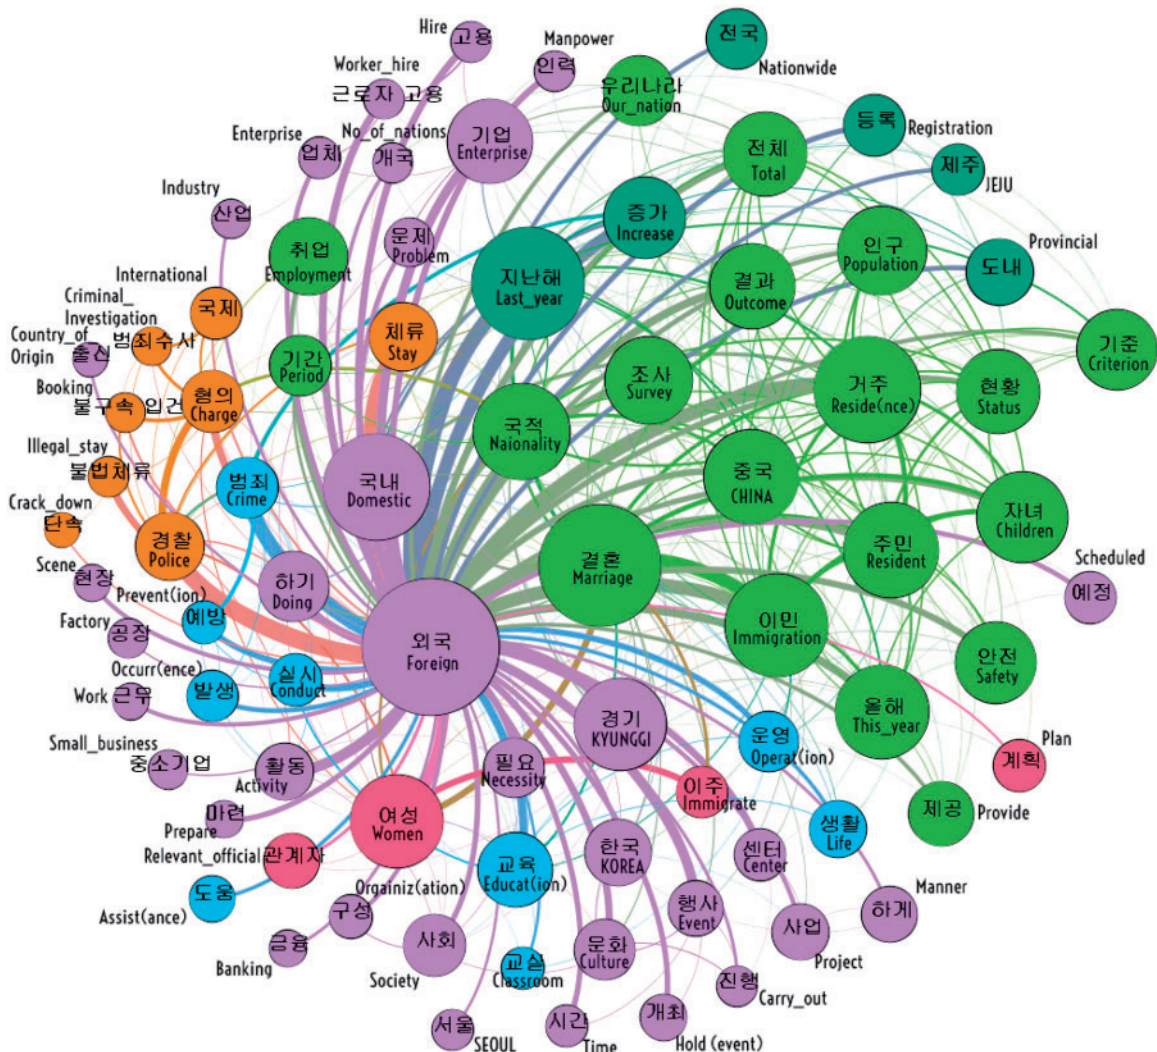 Hire
고용
Manpower
인력
전국
Nationwide
Worker_hire
근로자 고용
우리나라
Our_nation
No_of_nations
개국
기업
Enterprise
Enterprise
업체
전체
Total
등록
Registration
제주
JEJU
Industry
산업
문제
Problem
증가
Increase
취업
Employment
지난해
Last_year
결과
Outcome
인구
Population
Provincial
도내
International
국제
Criminal_
Investigation
범죄수사
Country_of
Origin
출신
체류
Stay
기간
Period
조사
Survey
거주
Reside(nce)
현황
Status
기준
Criterion
Booking
불구속 입건
혐의
Charge
국적
Naionality
Illegal_stay
불법체류
범죄
Crime
국내
Domestic
중국
CHINA
자녀
Children
Crack_down
단속
경찰
Police
결혼
Marriage
주민
Resident
Scene
현장
Prevent(ion)
예방
하기
Doing
Scheduled
예정
Factory
공장
외국
Foreign
이민
Immigration
안전
Safety
Occurr(ence)
발생
실시
Conduct
Work
근무
경기
KYUNGGI
올해
This_year
운영
Operat(ion)
Plan
계획
Small_business
중소기업
활동
Activity
필요
Necessity
이주
Immigrate
마련
Prepare
여성
Women
제공
Provide
생활
Life
Relevant_official
관계자
교육
Educat(ion)
한국
KOREA
센터
Center
도움
Assist(ance)
Orgainiz(ation)
구성
행사
Event
Manner
하게
금융
Banking
사회
Society
교실
Classroom
문화
Culture
사업
Project
진행
Carry_out
서울
SEOUL
시간
Time
개최
Hold (event)